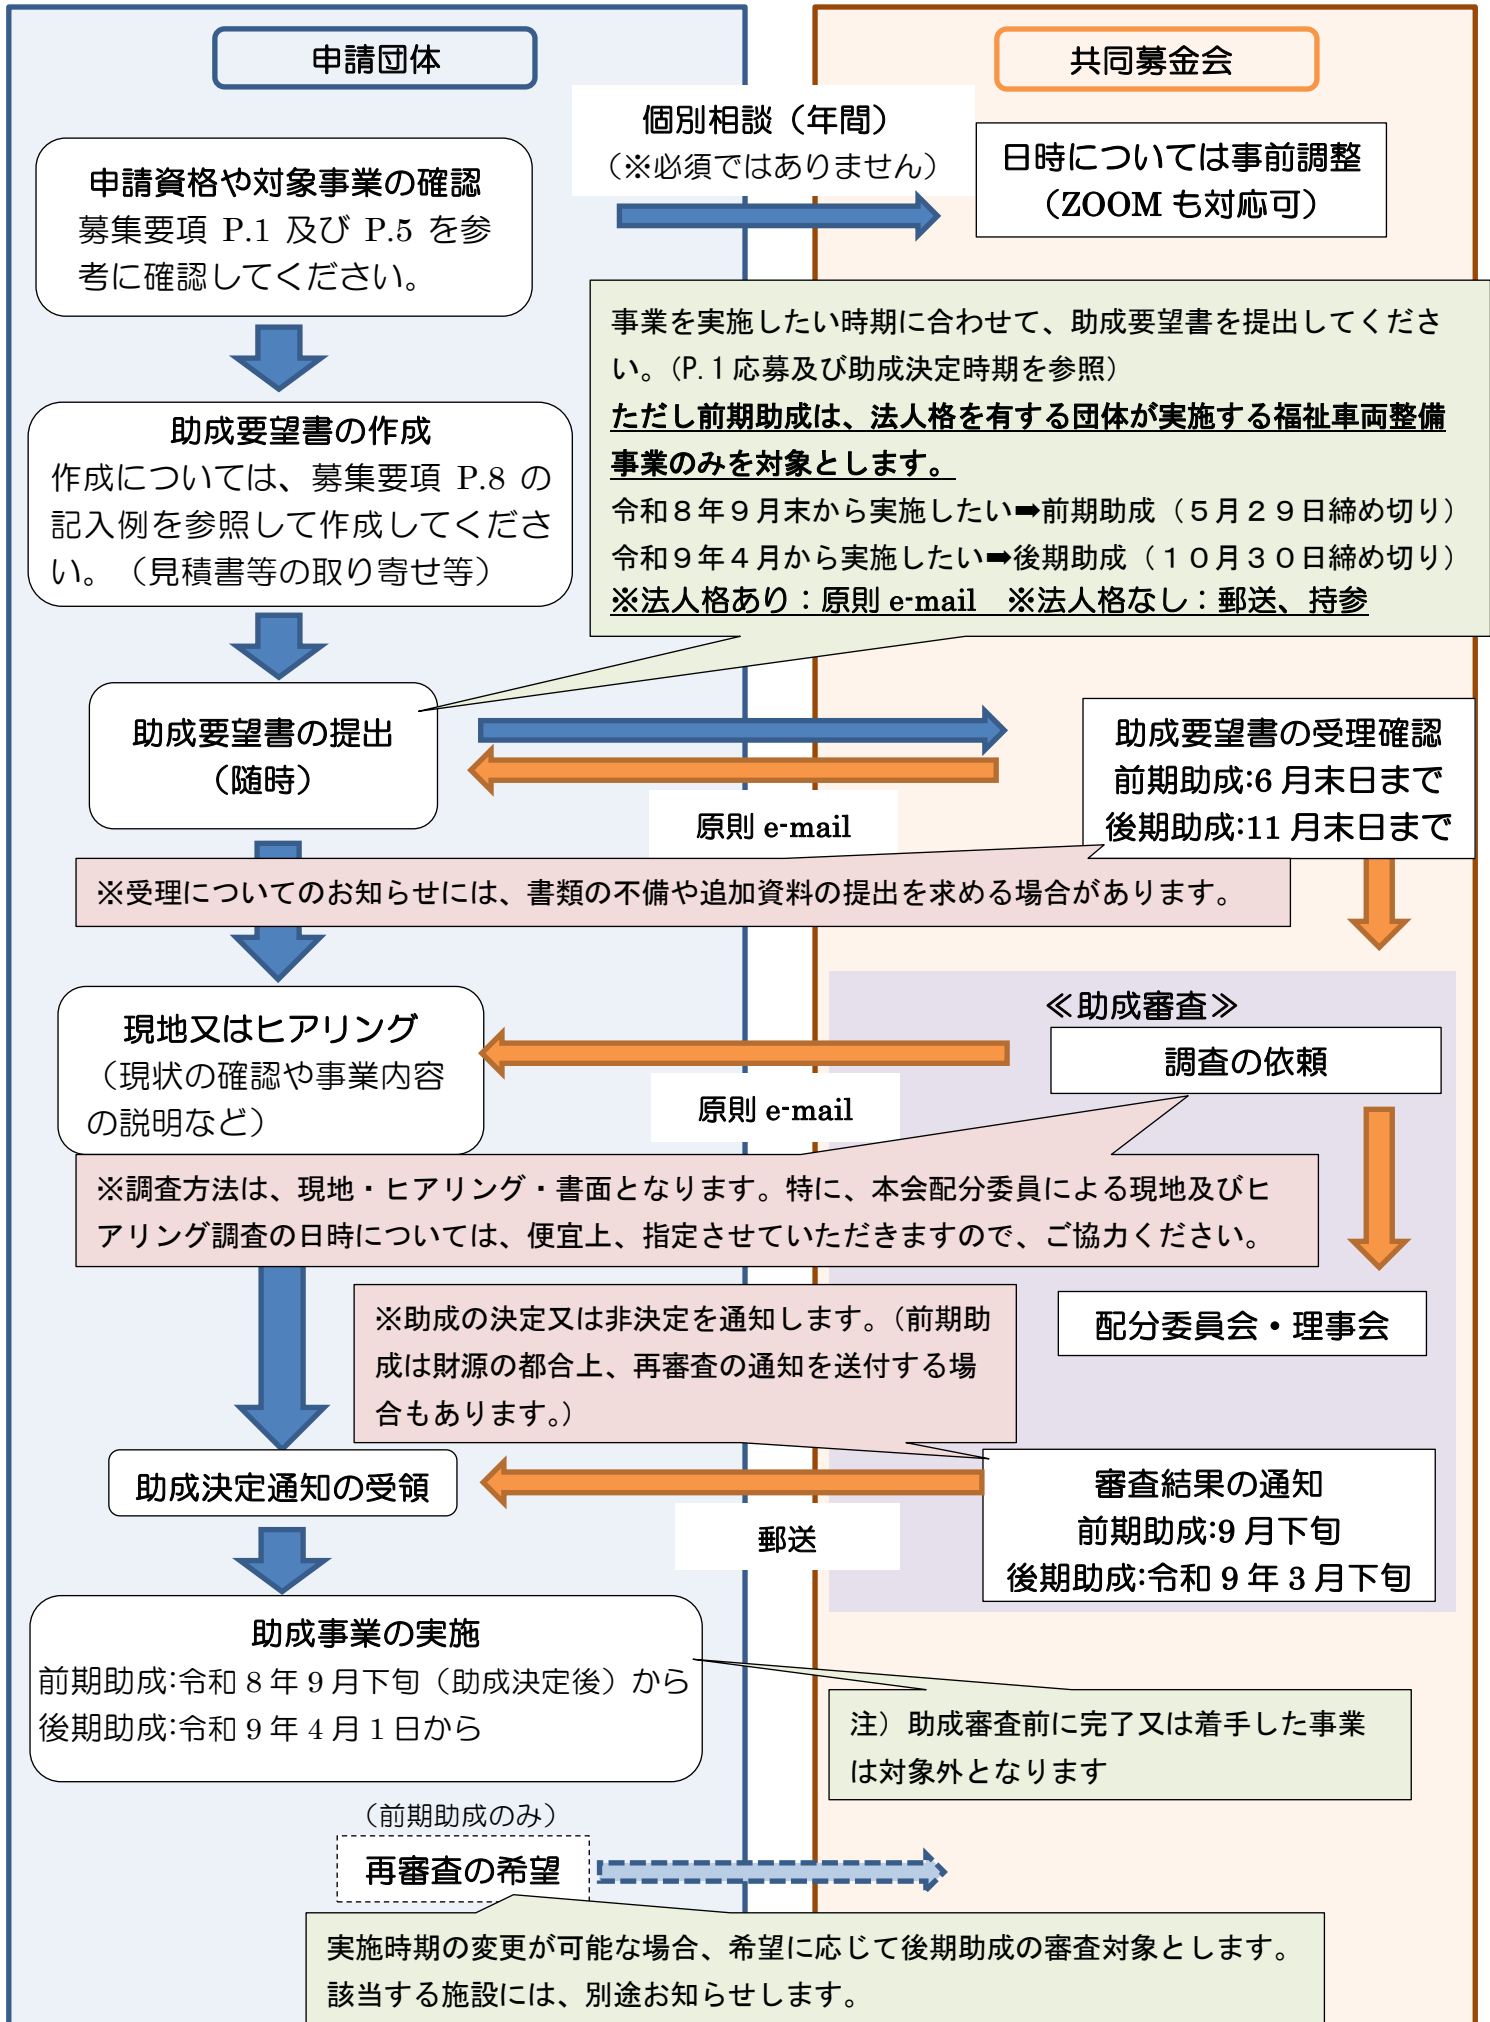 申請団体
共同募金会
個別相談（年間）
（※必須ではありません）
日時については事前調整
（ZOOM も対応可）
申請資格や対象事業の確認
募集要項 P.1 及び P.5 を参
考に確認してください。
事業を実施したい時期に合わせて、助成要望書を提出してくださ
い。（P.１応募及び助成決定時期を参照）
ただし前期助成は、法人格を有する団体が実施する福祉車両整備
事業のみを対象とします。
令和８年９月末から実施したい➡前期助成（５月２９日締め切り）
令和９年４月から実施したい➡後期助成（１０月３０日締め切り）
※法人格あり：原則 e-mail　※法人格なし：郵送、持参
助成要望書の作成
作成については、募集要項 P.8 の
記入例を参照して作成してくださ
い。（見積書等の取り寄せ等）
助成要望書の提出
（随時）
原則 e-mail
助成要望書の受理確認
前期助成:6 月末日まで
後期助成:11 月末日まで
※受理についてのお知らせには、書類の不備や追加資料の提出を求める場合があります。
現地又はヒアリング
（現状の確認や事業内容
の説明など）
原則 e-mail
≪助成審査≫
調査の依頼
※調査方法は、現地・ヒアリング・書面となります。特に、本会配分委員による現地及びヒ
アリング調査の日時については、便宜上、指定させていただきますので、ご協力ください。
配分委員会・理事会
※助成の決定又は非決定を通知します。（前期助
成は財源の都合上、再審査の通知を送付する場
合もあります。）
助成決定通知の受領
郵送
審査結果の通知
前期助成:9 月下旬
後期助成:令和 9 年 3 月下旬
助成事業の実施
前期助成:令和 8 年 9 月下旬（助成決定後）から
後期助成:令和 9 年 4 月 1 日から
注）助成審査前に完了又は着手した事業
は対象外となります
（前期助成のみ）
再審査の希望
実施時期の変更が可能な場合、希望に応じて後期助成の審査対象とします。
該当する施設には、別途お知らせします。